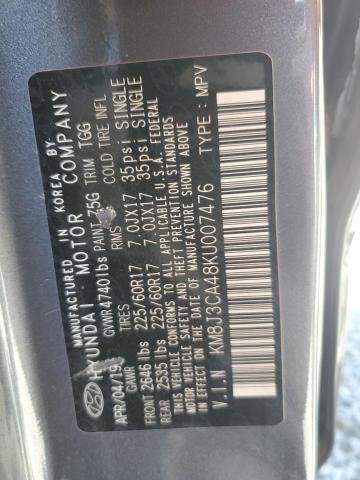 MANUFACTURED IN KOREA BY
HYUNDAI MOTOR COMPANY
APR/04/19 GVWR 4740lbs PAINT Z5G TRIM TGG
TIRES RIMS COLD TIRE INFL
FRONT 2646 lbs 225/60R17 7.0JX17 35psi SINGLE
REAR 2535 lbs 225/60R17 7.0JX17 35psi SINGLE
THIS VEHICLE CONFORMS TO ALL APPLICABLE U.S.A. FEDERAL
MOTOR VEHICLE SAFETY, BUMPER, AND THEFT PREVENTION STANDARDS
IN EFFECT ON THE DATE OF MANUFACTURE SHOWN ABOVE.
V.I.N KM8J3CA48KU007476 TYPE : MPV